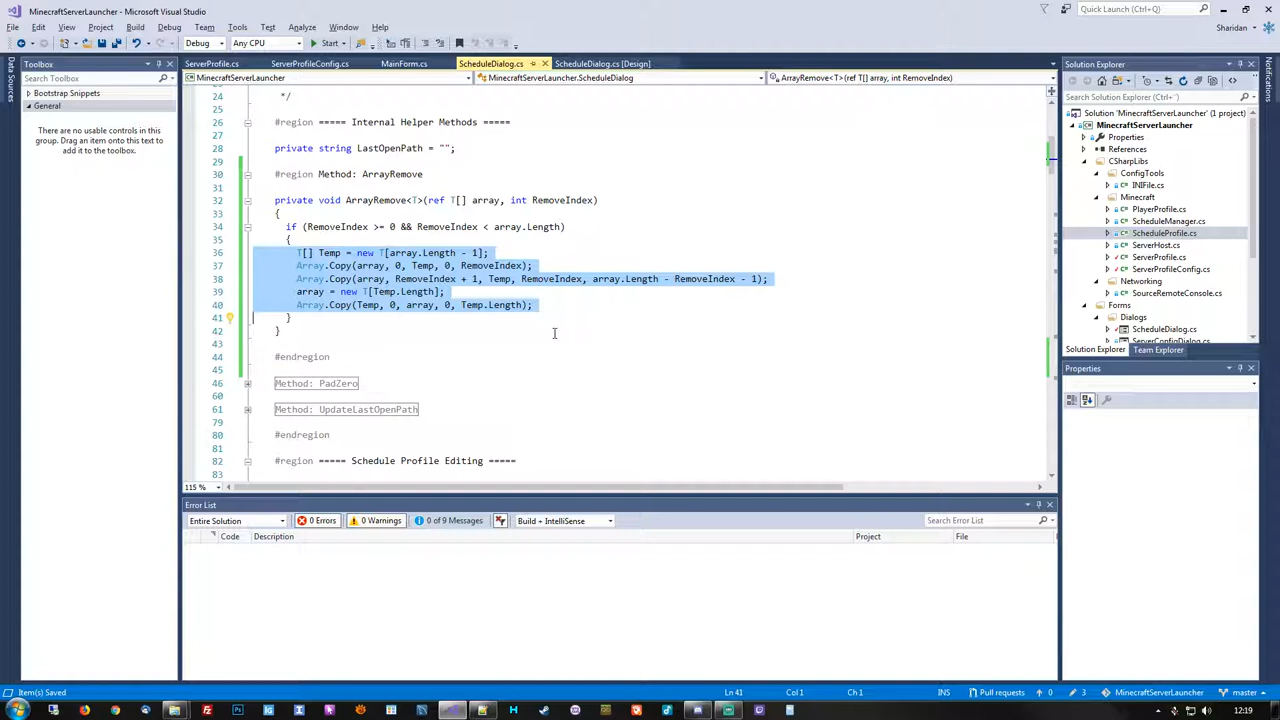 MinecraftServerLauncher - Microsoft Visual Studio
Quick Launch (Ctrl+Q)
File Edit View Project Build Debug Team Tools Test Analyze Window Help
Sharidan
Debug Any CPU Start
Data Sources
Toolbox
Search Toolbox
Bootstrap Snippets
General
There are no usable controls in this
group. Drag an item onto this text to
add it to the toolbox.
ServerProfile.cs ServerProfileConfig.cs MainForm.cs ScheduleDialog.cs ScheduleDialog.cs [Design]
MinecraftServerLauncher MinecraftServerLauncher.ScheduleDialog ArrayRemove<T>(ref T[] array, int RemoveIndex)
24 */
25
26 #region ===== Internal Helper Methods =====
27
28 private string LastOpenPath = "";
29
30 #region Method: ArrayRemove
31
32 private void ArrayRemove<T>(ref T[] array, int RemoveIndex)
33 {
34 if (RemoveIndex >= 0 && RemoveIndex < array.Length)
35 {
36 T[] Temp = new T[array.Length - 1];
37 Array.Copy(array, 0, Temp, 0, RemoveIndex);
38 Array.Copy(array, RemoveIndex + 1, Temp, RemoveIndex, array.Length - RemoveIndex - 1);
39 array = new T[Temp.Length];
40 Array.Copy(Temp, 0, array, 0, Temp.Length);
41 }
42 }
43
44 #endregion
45
46 Method: PadZero
60
61 Method: UpdateLastOpenPath
79
80 #endregion
81
82 #region ===== Schedule Profile Editing =====
83
115 %
Error List
Entire Solution 0 Errors 0 Warnings 0 of 9 Messages Build + IntelliSense Search Error List
Code Description Project File
Solution Explorer
Search Solution Explorer (Ctrl+')
Solution 'MinecraftServerLauncher' (1 project)
MinecraftServerLauncher
Properties
References
CSharpLibs
ConfigTools
INIFile.cs
Minecraft
PlayerProfile.cs
ScheduleManager.cs
ScheduleProfile.cs
ServerHost.cs
ServerProfile.cs
ServerProfileConfig.cs
Networking
SourceRemoteConsole.cs
Forms
Dialogs
ScheduleDialog.cs
ServerConfigDialog.cs
Solution Explorer Team Explorer
Properties
Notifications
Item(s) Saved Ln 41 Col 1 Ch 1 INS Pull requests 0 3 MinecraftServerLauncher master
12:19